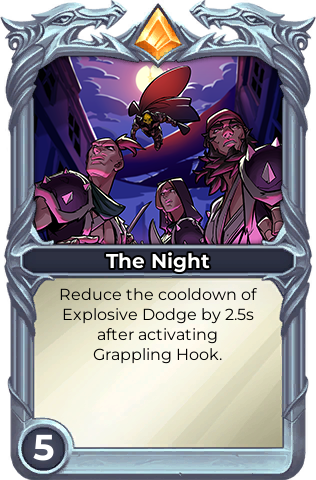 The Night
Reduce the cooldown of
Explosive Dodge by 2.5s
after activating
Grappling Hook.
5